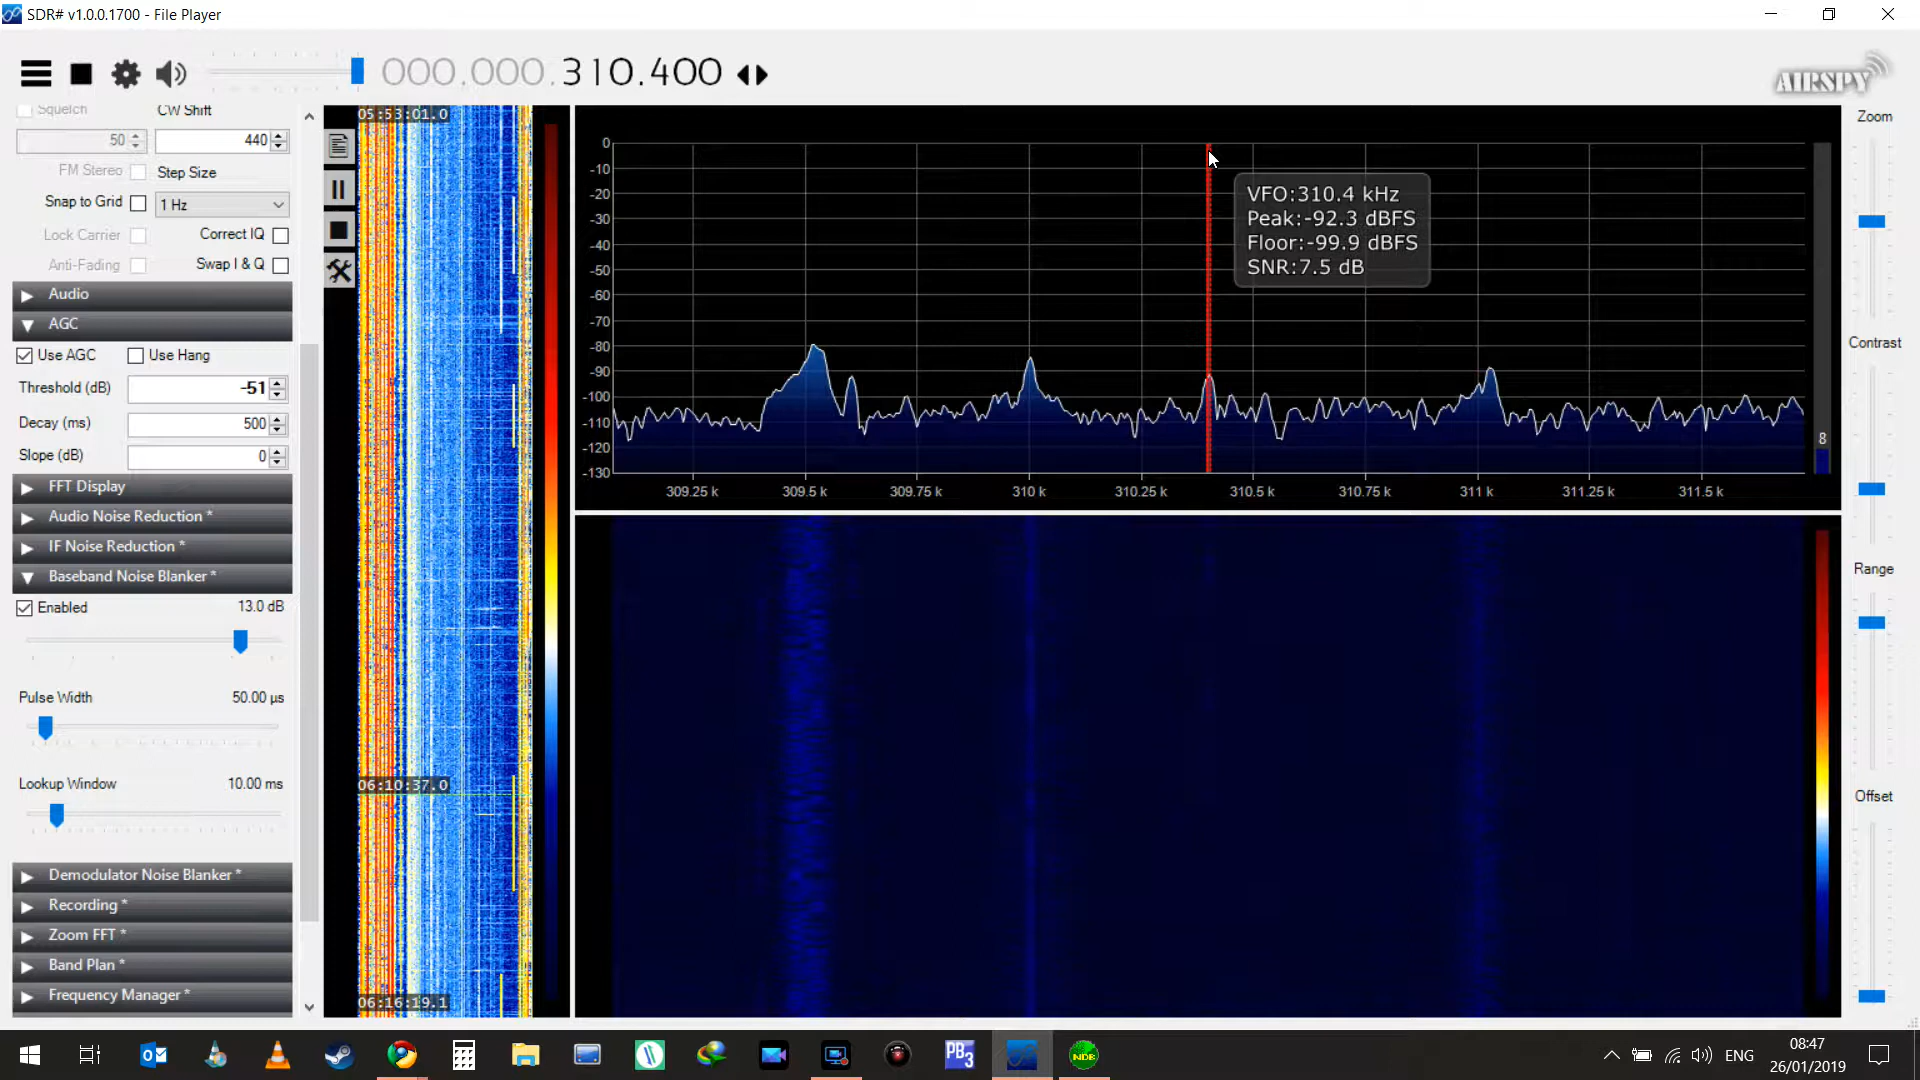 SDR# v1.0.0.1700 - File Player
000.000.310.400
AIRSPY
Squelch
CW Shift
50
440
FM Stereo
Step Size
Snap to Grid
1 Hz
Lock Carrier
Correct IQ
Anti-Fading
Swap I & Q
Audio
AGC
Use AGC
Use Hang
Threshold (dB)
-51
Decay (ms)
500
Slope (dB)
0
FFT Display
Audio Noise Reduction *
IF Noise Reduction *
Baseband Noise Blanker *
Enabled
13.0 dB
Pulse Width
50.00 µs
Lookup Window
10.00 ms
Demodulator Noise Blanker *
Recording *
Zoom FFT *
Band Plan *
Frequency Manager *
05:53:01.0
06:10:37.0
06:16:19.1
0
-10
-20
-30
-40
-50
-60
-70
-80
-90
-100
-110
-120
-130
VFO:310.4 kHz
Peak:-92.3 dBFS
Floor:-99.9 dBFS
SNR:7.5 dB
8
309.25 k
309.5 k
309.75 k
310 k
310.25 k
310.5 k
310.75 k
311 k
311.25 k
311.5 k
Zoom
Contrast
Range
Offset
PB3
NDB
ENG
08:47
26/01/2019